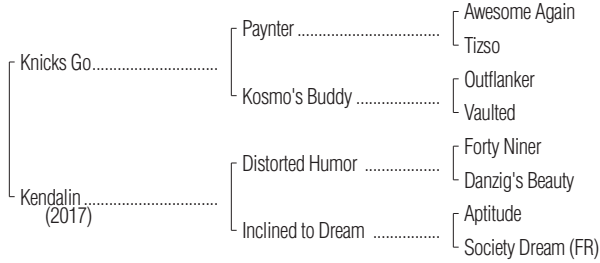 Awesome Again
Paynter ..............................
Tizso
Knicks Go.............................
Outflanker
Kosmo's Buddy ..................
Vaulted
Forty Niner
Distorted Humor ................
Danzig's Beauty
Kendalin..............................
(2017)
Aptitude
Inclined to Dream ..............
Society Dream (FR)